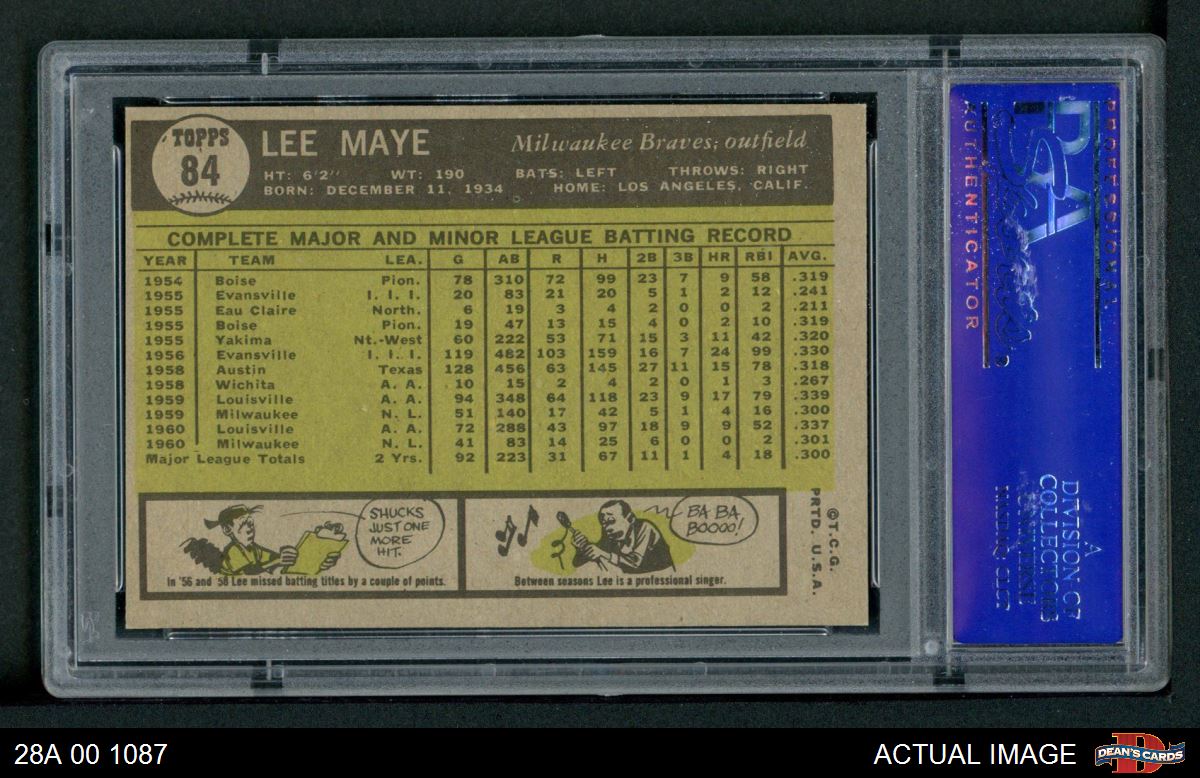 TOPPS
84
LEE MAYE
Milwaukee Braves; outfield
HT: 6'2" WT: 190 BATS: LEFT THROWS: RIGHT
BORN: DECEMBER 11, 1934 HOME: LOS ANGELES, CALIF.
COMPLETE MAJOR AND MINOR LEAGUE BATTING RECORD
YEAR TEAM LEA. G AB R H 2B 3B HR RBI AVG.
1954 Boise Pion. 78 310 72 99 23 7 9 58 .319
1955 Evansville I. I. I. 20 83 21 20 5 1 2 12 .241
1955 Eau Claire North. 6 19 3 4 2 0 0 2 .211
1955 Boise Pion. 19 47 13 15 4 0 2 10 .319
1955 Yakima Nt.-West 60 222 53 71 15 3 11 42 .320
1956 Evansville I. I. I. 119 482 103 159 16 7 24 99 .330
1958 Austin Texas 128 456 63 145 27 11 15 78 .318
1958 Wichita A. A. 10 15 2 4 2 0 1 3 .267
1959 Louisville A. A. 94 348 64 118 23 9 17 79 .339
1959 Milwaukee N. L. 51 140 17 42 5 1 4 16 .300
1960 Louisville A. A. 72 288 43 97 18 9 9 52 .337
1960 Milwaukee N. L. 41 83 14 25 6 0 0 2 .301
Major League Totals 2 Yrs. 92 223 31 67 11 1 4 18 .300
SHUCKS
JUST ONE
MORE
HIT.
In '56 and '58 Lee missed batting titles by a couple of points.
BA BA
BOOOO!
Between seasons Lee is a professional singer.
©T.C.G.
PRTD. U.S.A.
PROFESSIONAL
PSA
AUTHENTICATOR
A
DIVISION OF
COLLECTORS
UNIVERSE
28A 00 1087
ACTUAL IMAGE
DEAN'S CARDS